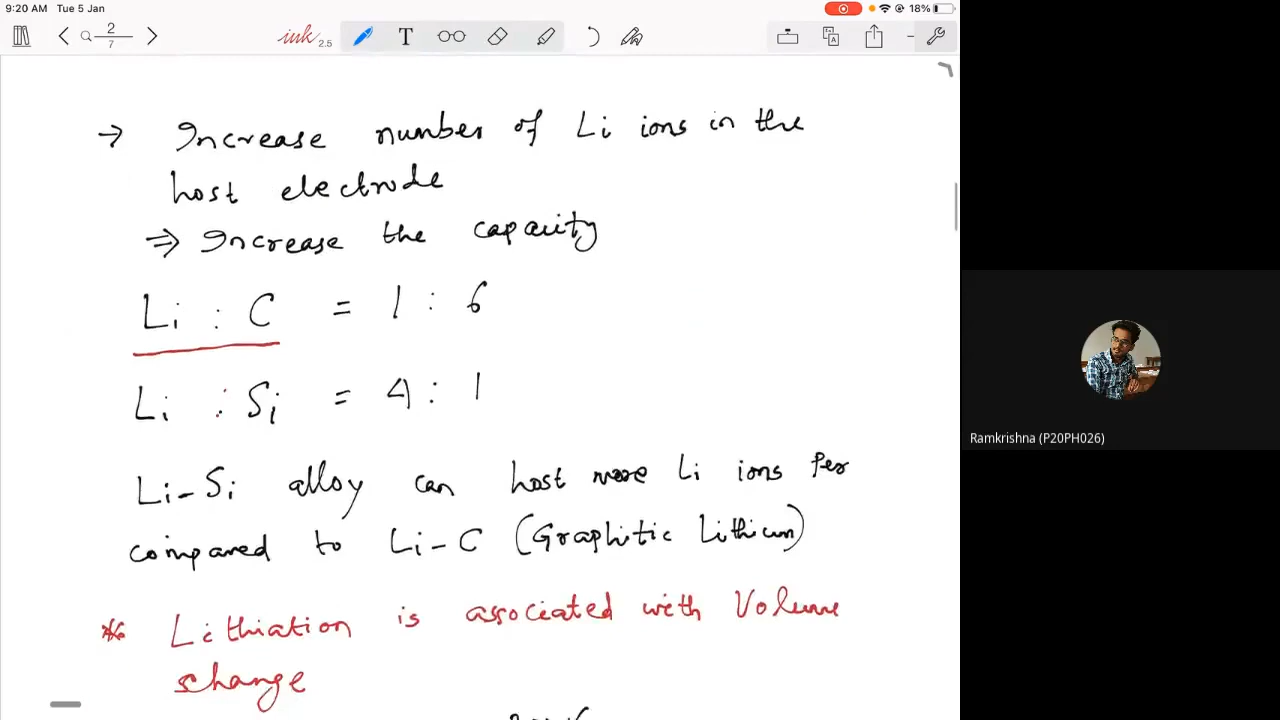 9:20 AM Tue 5 Jan
18%
2
7
ink 2.5
T
→ Increase number of Li ions in the
host electrode
⇒ Increase the capacity
Li : C = 1 : 6
Li : Si = 4 : 1
Li-Si alloy can host more Li ions per
compared to Li-C (Graphitic Lithium)
* Lithiation is associated with Volume
change
Ramkrishna (P20PH026)